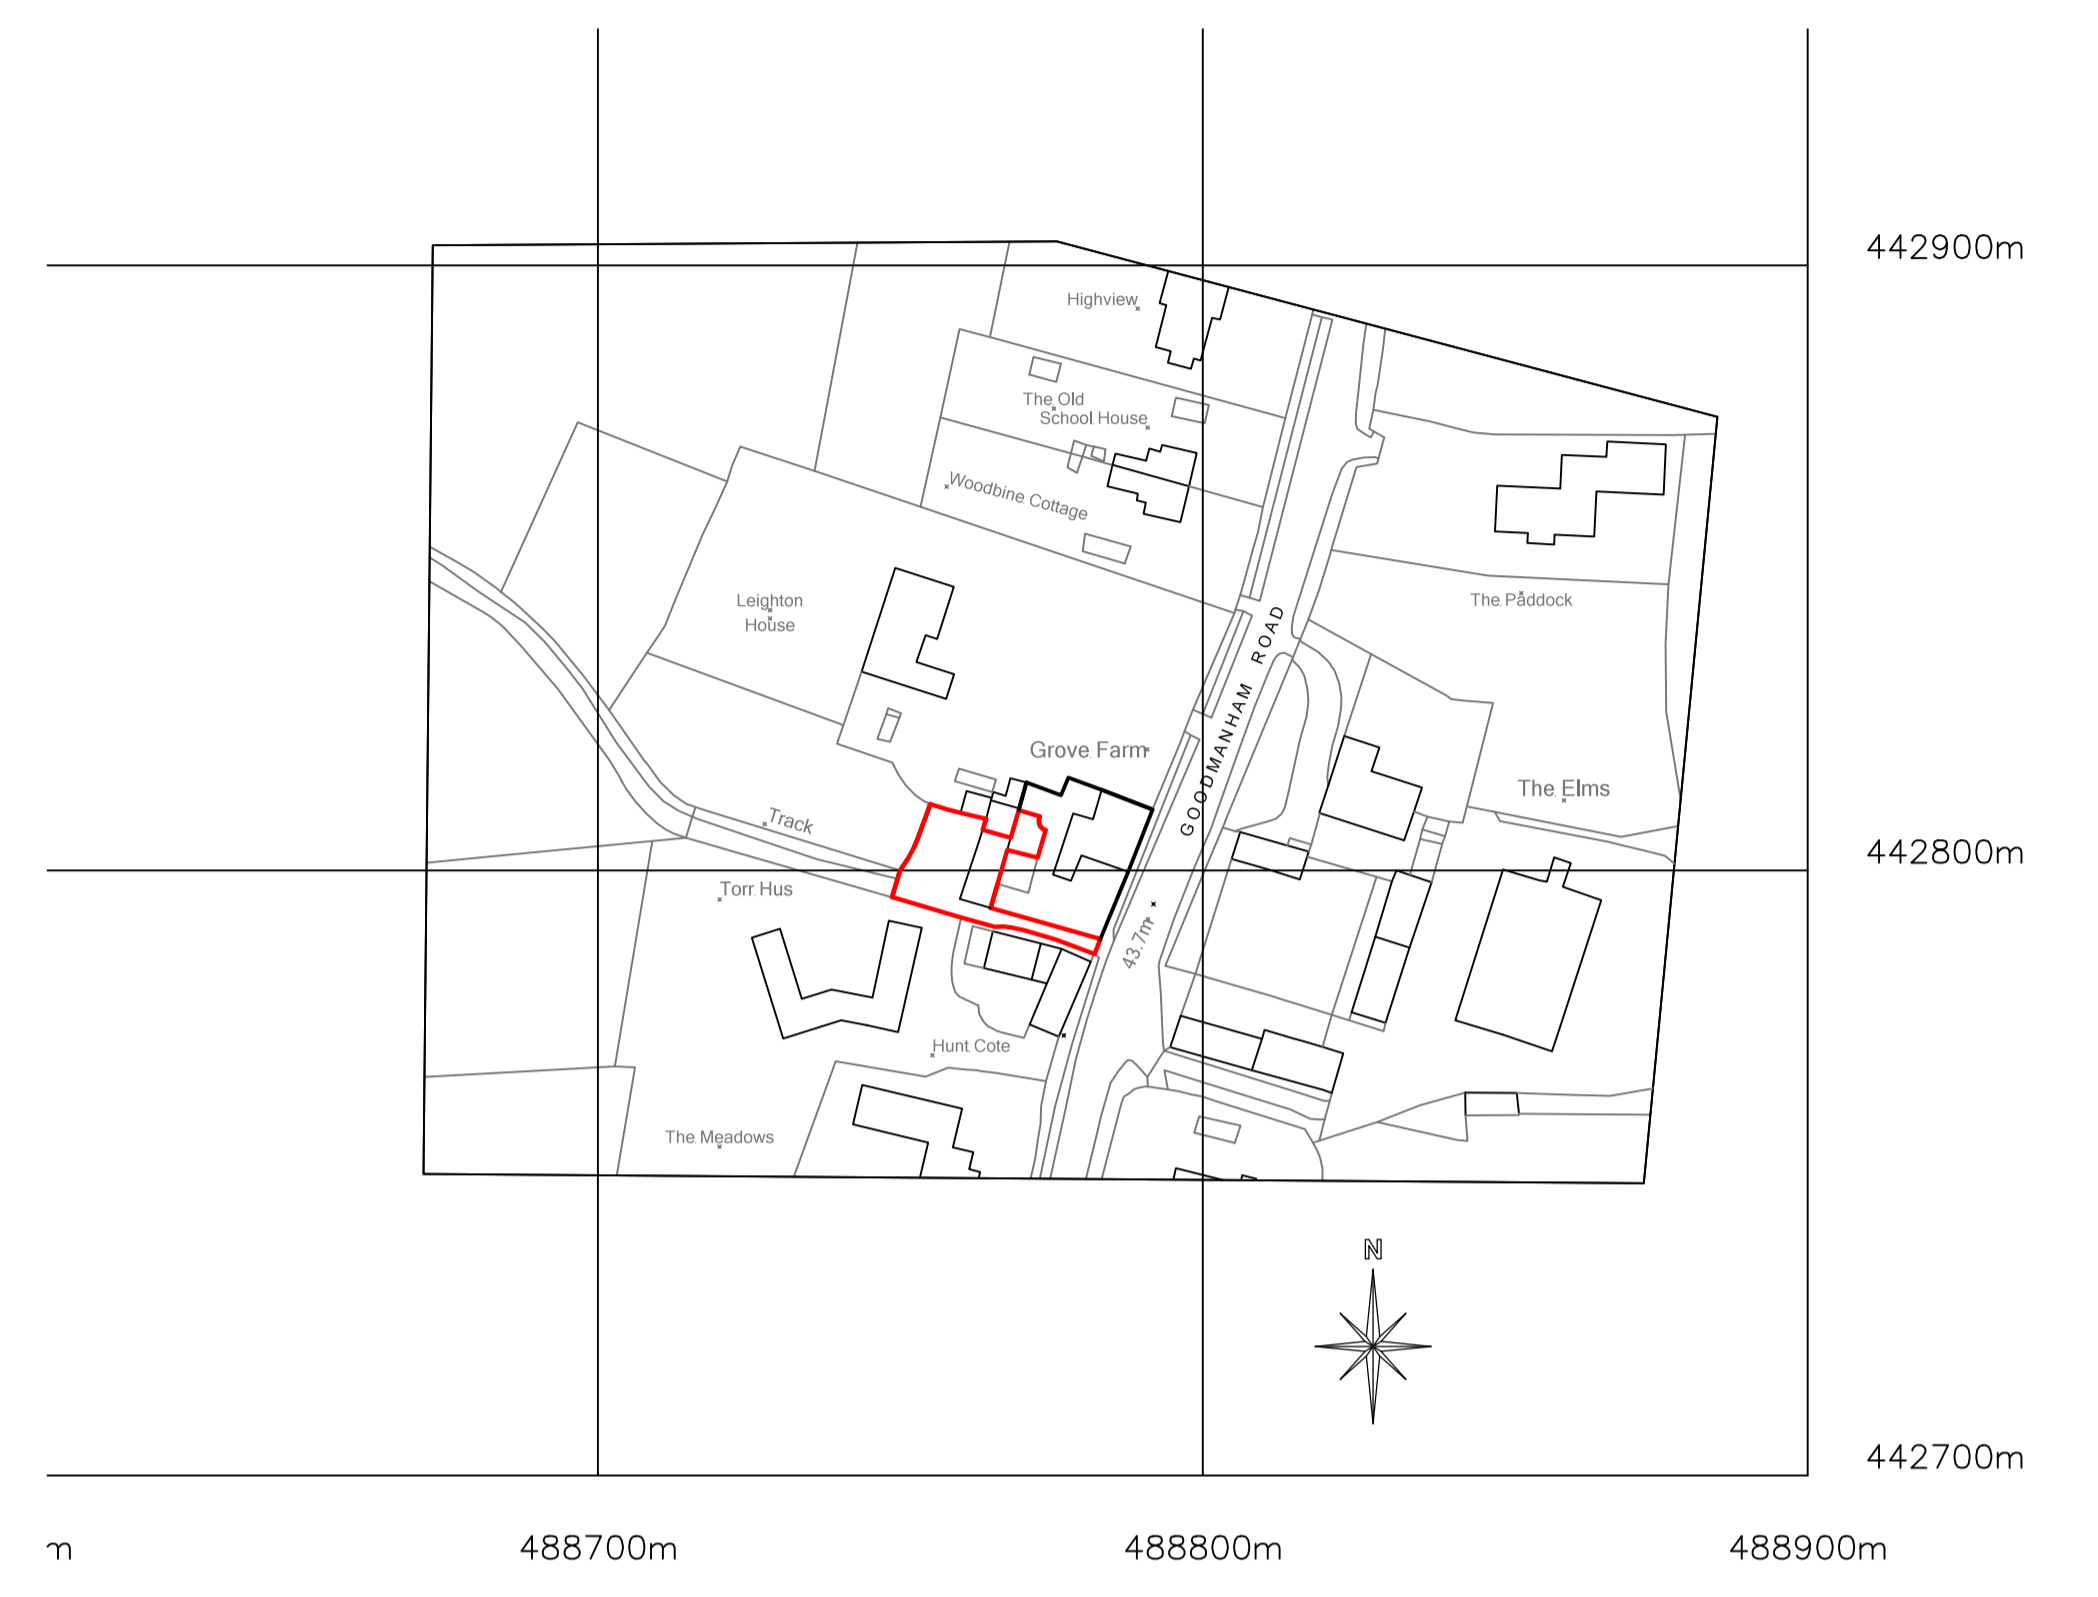 442900m
Highview
The Old
School House
Woodbine Cottage
Leighton
House
The Paddock
GOODMANHAM ROAD
Grove Farm
The Elms
Track
442800m
Torr Hus
43.7m
Hunt Cote
The Meadows
N
442700m
m
488700m
488800m
488900m